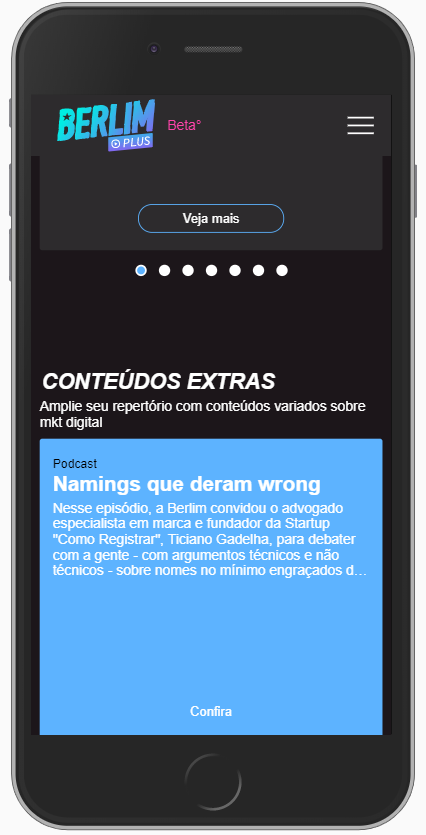 BERLIM
PLUS
Beta°
Veja mais
CONTEÚDOS EXTRAS
Amplie seu repertório com conteúdos variados sobre
mkt digital
Podcast
Namings que deram wrong
Nesse episódio, a Berlim convidou o advogado
especialista em marca e fundador da Startup
"Como Registrar", Ticiano Gadelha, para debater
com a gente - com argumentos técnicos e não
técnicos - sobre nomes no mínimo engraçados d...
Confira